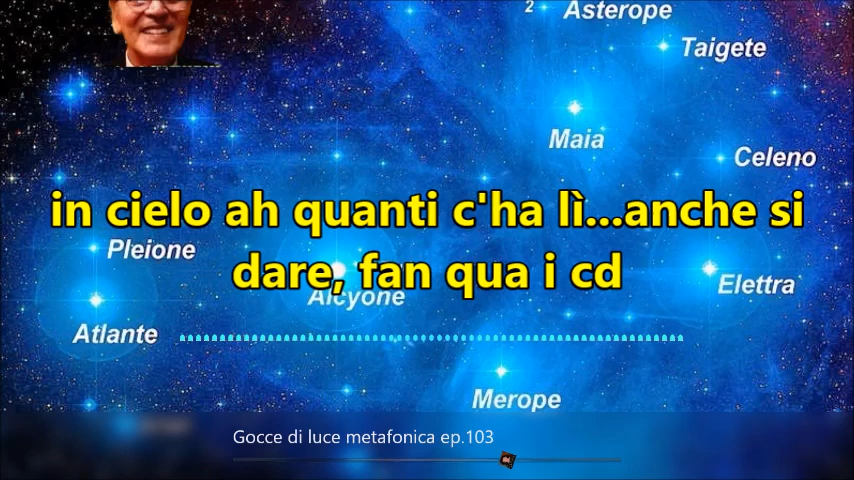 2 Asterope
Taigete
Maia
Celeno
in cielo ah quanti c'ha lì...anche si
dare, fan qua i cd
Pleione
Alcyone
Elettra
Atlante
Merope
Gocce di luce metafonica ep.103